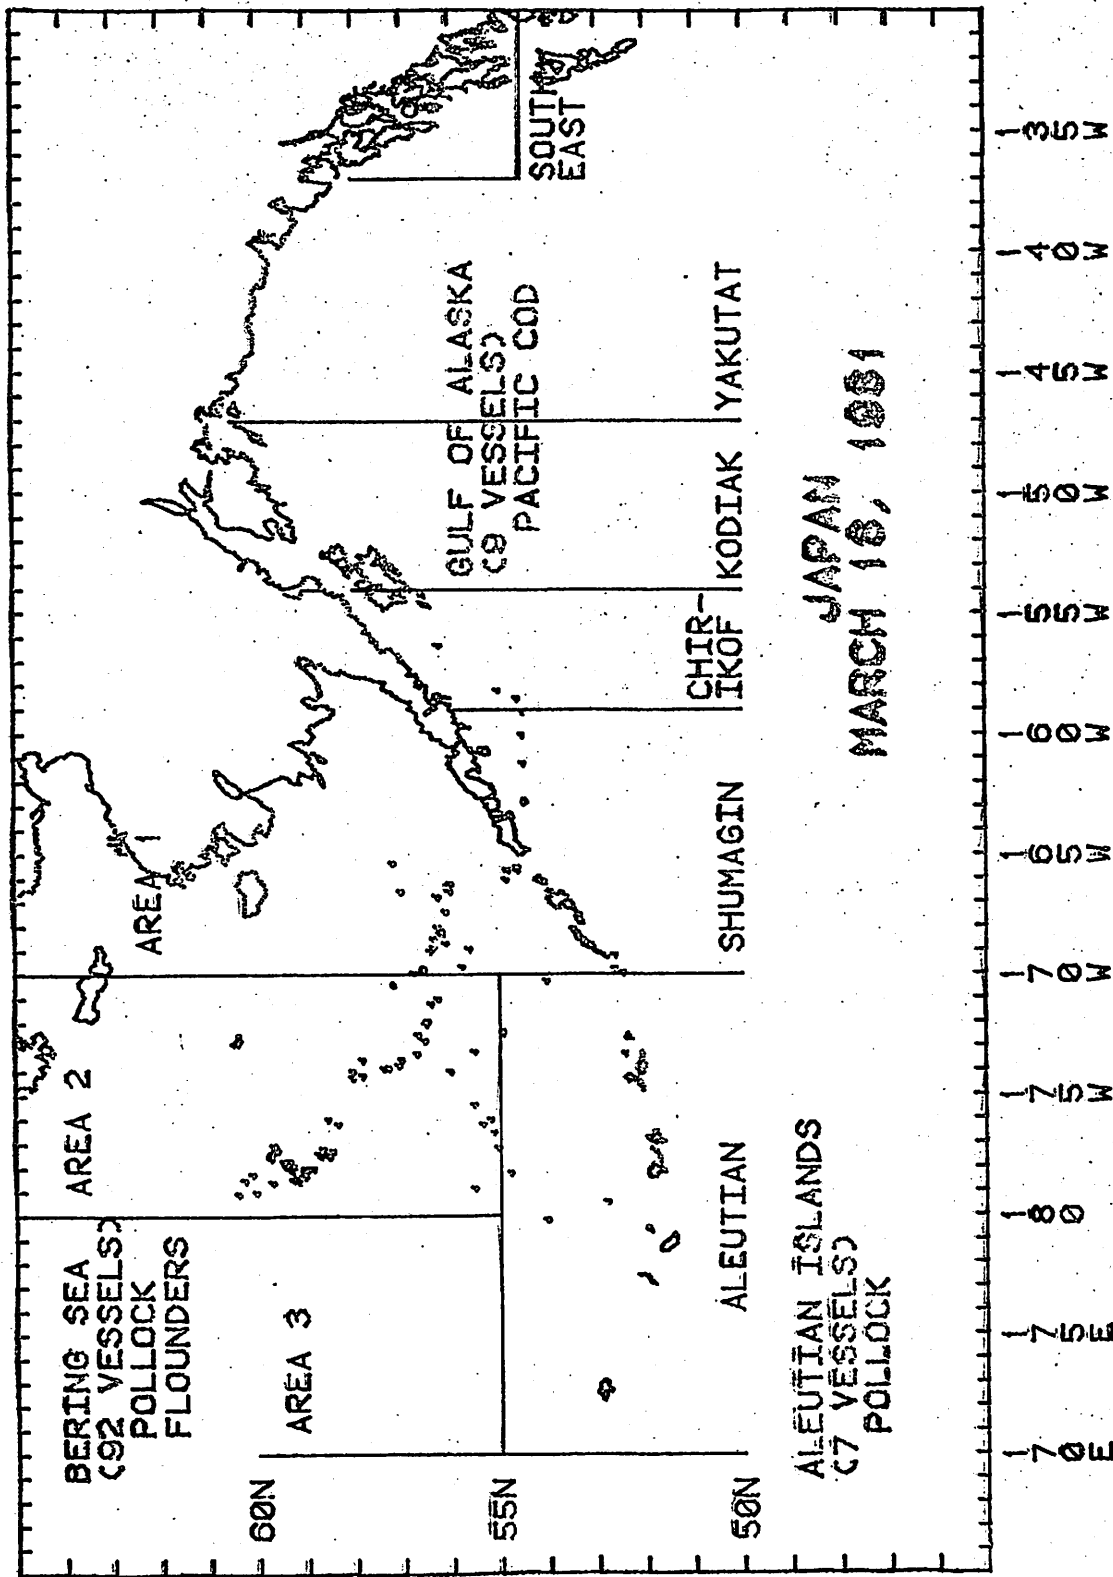 BERING SEA
(92 VESSELS)
POLLOCK
FLOUNDERS
AREA 2
AREA 1
AREA 3
60N
55N
50N
GULF OF ALASKA
(9 VESSELS)
PACIFIC COD
SOUTH
EAST
ALEUTIAN
SHUMAGIN
CHIR-
IKOF
KODIAK
YAKUTAT
ALEUTIAN ISLANDS
(7 VESSELS)
POLLOCK
JAPAN
MARCH 18, 1981
170E
175E
180
175W
170W
165W
160W
155W
150W
145W
140W
135W